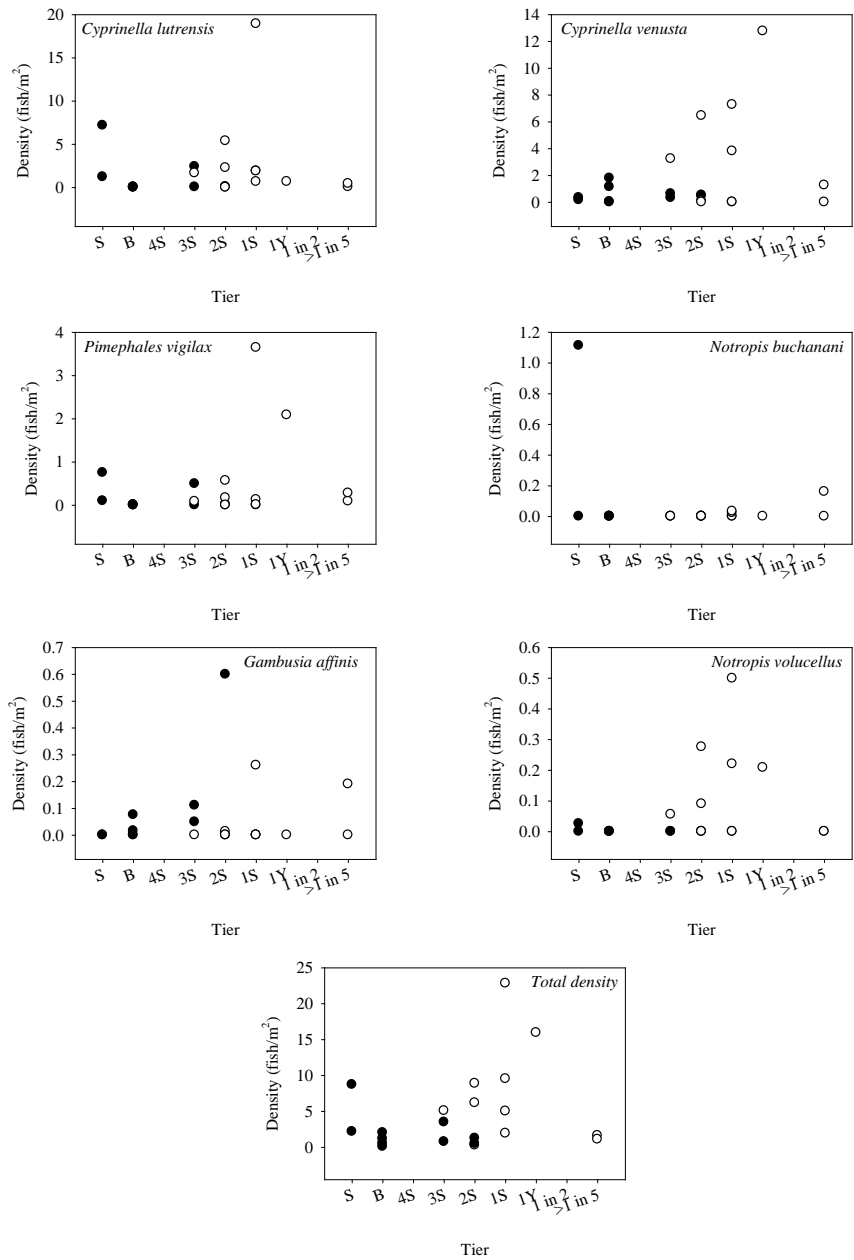 Cyprinella lutrensis
Density (fish/m²)
20
15
10
5
0
S B 4S 3S 2S 1S 1Y 1 in 2 >1 in 5
Tier
Cyprinella venusta
Density (fish/m²)
14
12
10
8
6
4
2
0
S B 4S 3S 2S 1S 1Y 1 in 2 >1 in 5
Tier
Pimephales vigilax
Density (fish/m²)
4
3
2
1
0
S B 4S 3S 2S 1S 1Y 1 in 2 >1 in 5
Tier
Notropis buchanani
Density (fish/m²)
1.2
1.0
0.8
0.6
0.4
0.2
0.0
S B 4S 3S 2S 1S 1Y 1 in 2 >1 in 5
Tier
Gambusia affinis
Density (fish/m²)
0.7
0.6
0.5
0.4
0.3
0.2
0.1
0.0
S B 4S 3S 2S 1S 1Y 1 in 2 >1 in 5
Tier
Notropis volucellus
Density (fish/m²)
0.6
0.5
0.4
0.3
0.2
0.1
0.0
S B 4S 3S 2S 1S 1Y 1 in 2 >1 in 5
Tier
Total density
Density (fish/m²)
25
20
15
10
5
0
S B 4S 3S 2S 1S 1Y 1 in 2 >1 in 5
Tier